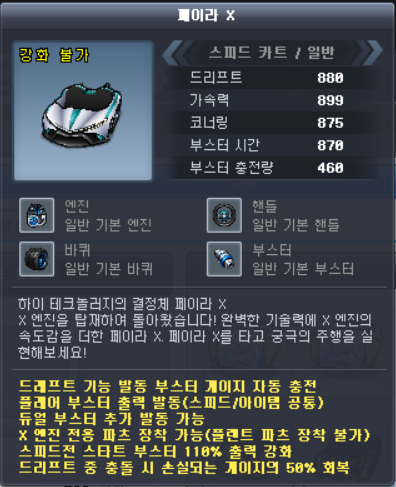 페이라 X
강화 불가
스피드 카트 / 일반
드리프트 880
가속력 899
코너링 875
부스터 시간 870
부스터 충전량 460
엔진
일반 기본 엔진
핸들
일반 기본 핸들
바퀴
일반 기본 바퀴
부스터
일반 기본 부스터
하이 테크놀러지의 결정체 페이라 X
X 엔진을 탑재하여 돌아왔습니다! 완벽한 기술력에 X 엔진의
속도감을 더한 페이라 X. 페이라 X를 타고 궁극의 주행을 실
현해보세요!
드래프트 기능 발동 부스터 게이지 자동 충전
플레어 부스터 출력 발동(스피드/아이템 공통)
듀얼 부스터 추가 발동 가능
X 엔진 전용 파츠 장착 가능(플랜트 파츠 장착 불가)
스피드전 스타트 부스터 110% 출력 강화
드리프트 중 충돌 시 손실되는 게이지의 50% 회복